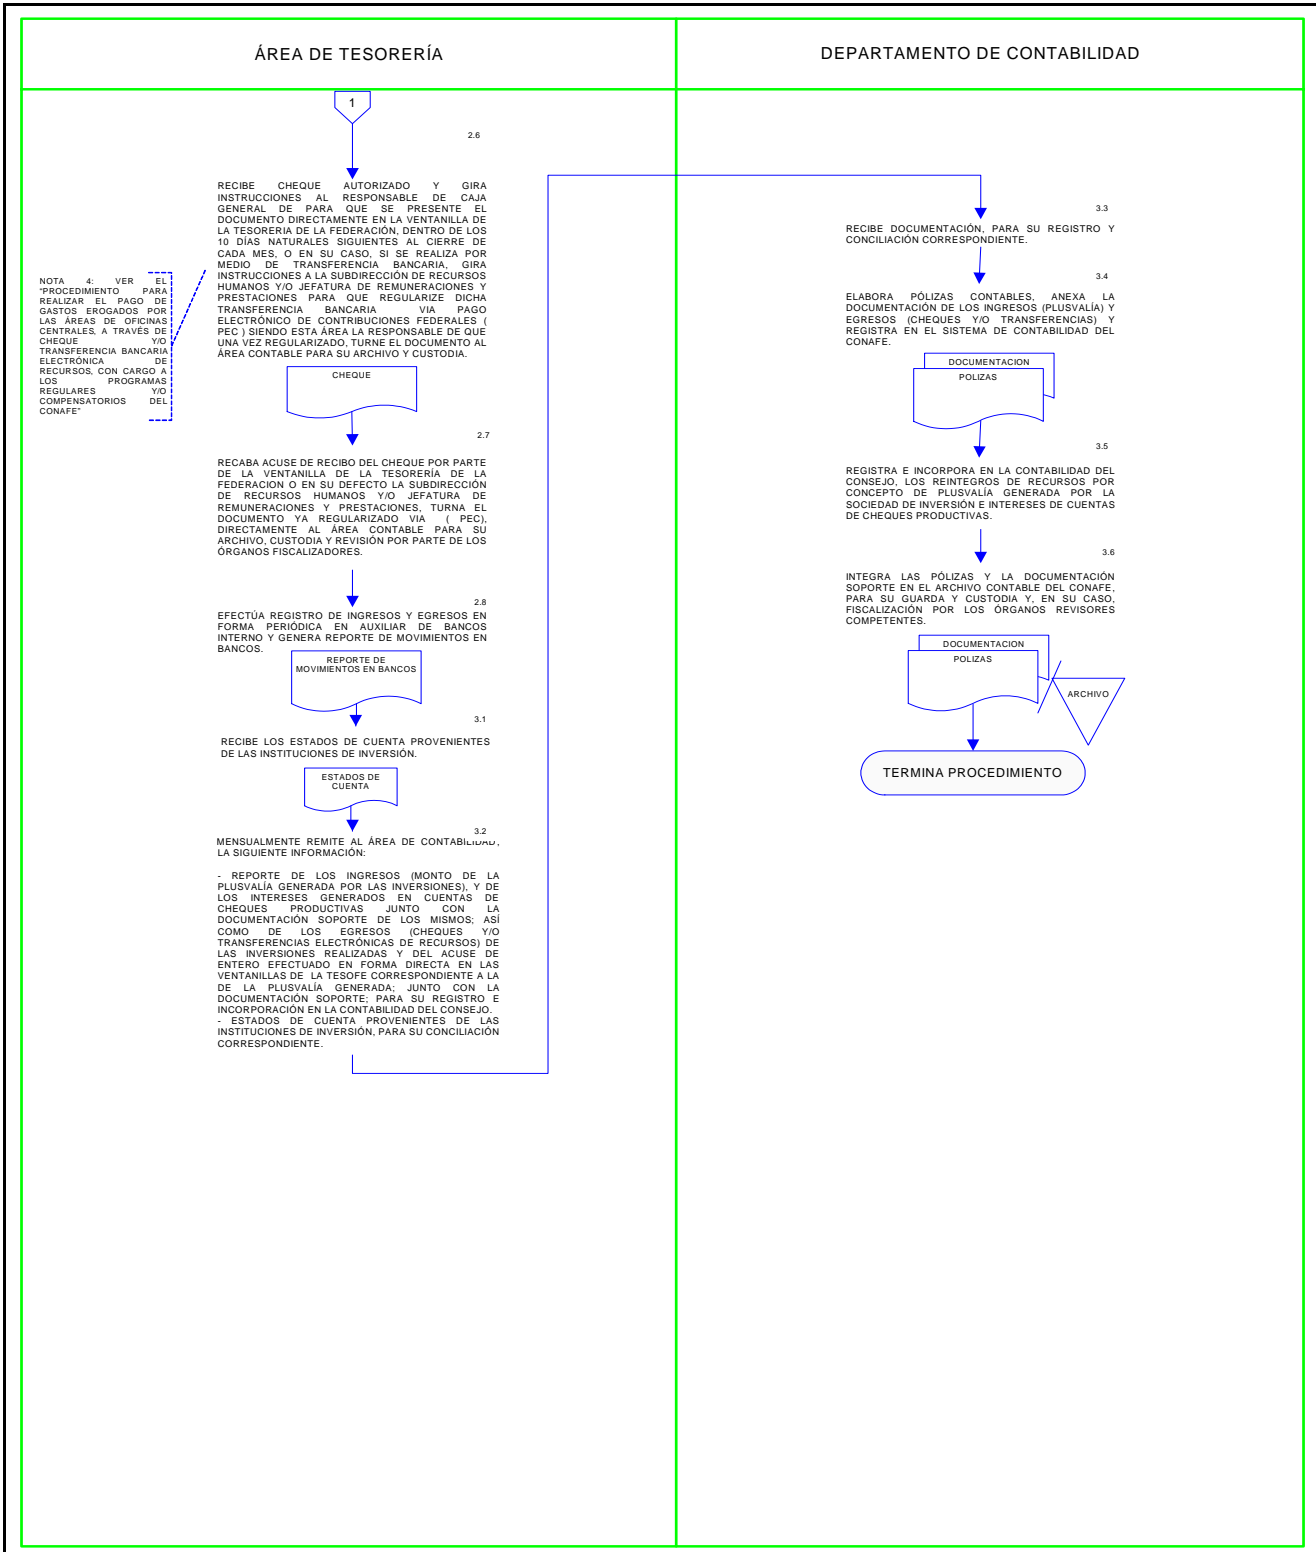 ÁREA DE TESORERÍA
DEPARTAMENTO DE CONTABILIDAD
1
2.6
RECIBE CHEQUE AUTORIZADO Y GIRA
INSTRUCCIONES AL RESPONSABLE DE CAJA
GENERAL DE PARA QUE SE PRESENTE EL
DOCUMENTO DIRECTAMENTE EN LA VENTANILLA DE
LA TESORERIA DE LA FEDERACIÓN, DENTRO DE LOS
10 DÍAS NATURALES SIGUIENTES AL CIERRE DE
CADA MES, O EN SU CASO, SI SE REALIZA POR
MEDIO DE TRANSFERENCIA BANCARIA, GIRA
INSTRUCCIONES A LA SUBDIRECCIÓN DE RECURSOS
HUMANOS Y/O JEFATURA DE REMUNERACIONES Y
PRESTACIONES PARA QUE REGULARIZE DICHA
TRANSFERENCIA BANCARIA VIA PAGO
ELECTRÓNICO DE CONTRIBUCIONES FEDERALES (
PEC ) SIENDO ESTA ÁREA LA RESPONSABLE DE QUE
UNA VEZ REGULARIZADO, TURNE EL DOCUMENTO AL
ÁREA CONTABLE PARA SU ARCHIVO Y CUSTODIA.
NOTA 4: VER EL
"PROCEDIMIENTO PARA
REALIZAR EL PAGO DE
GASTOS EROGADOS POR
LAS ÁREAS DE OFICINAS
CENTRALES, A TRAVÉS DE
CHEQUE Y/O
TRANSFERENCIA BANCARIA
ELECTRÓNICA DE
RECURSOS, CON CARGO A
LOS PROGRAMAS
REGULARES Y/O
COMPENSATORIOS DEL
CONAFE"
CHEQUE
2.7
RECABA ACUSE DE RECIBO DEL CHEQUE POR PARTE
DE LA VENTANILLA DE LA TESORERÍA DE LA
FEDERACION O EN SU DEFECTO LA SUBDIRECCIÓN
DE RECURSOS HUMANOS Y/O JEFATURA DE
REMUNERACIONES Y PRESTACIONES, TURNA EL
DOCUMENTO YA REGULARIZADO VIA ( PEC),
DIRECTAMENTE AL ÁREA CONTABLE PARA SU
ARCHIVO, CUSTODIA Y REVISIÓN POR PARTE DE LOS
ÓRGANOS FISCALIZADORES.
2.8
EFECTÚA REGISTRO DE INGRESOS Y EGRESOS EN
FORMA PERIÓDICA EN AUXILIAR DE BANCOS
INTERNO Y GENERA REPORTE DE MOVIMIENTOS EN
BANCOS.
REPORTE DE
MOVIMIENTOS EN BANCOS
3.1
RECIBE LOS ESTADOS DE CUENTA PROVENIENTES
DE LAS INSTITUCIONES DE INVERSIÓN.
ESTADOS DE
CUENTA
3.2
MENSUALMENTE REMITE AL ÁREA DE CONTABILIDAD,
LA SIGUIENTE INFORMACIÓN:
- REPORTE DE LOS INGRESOS (MONTO DE LA
PLUSVALÍA GENERADA POR LAS INVERSIONES), Y DE
LOS INTERESES GENERADOS EN CUENTAS DE
CHEQUES PRODUCTIVAS JUNTO CON LA
DOCUMENTACIÓN SOPORTE DE LOS MISMOS; ASÍ
COMO DE LOS EGRESOS (CHEQUES Y/O
TRANSFERENCIAS ELECTRÓNICAS DE RECURSOS) DE
LAS INVERSIONES REALIZADAS Y DEL ACUSE DE
ENTERO EFECTUADO EN FORMA DIRECTA EN LAS
VENTANILLAS DE LA TESOFE CORRESPONDIENTE A LA
DE LA PLUSVALÍA GENERADA; JUNTO CON LA
DOCUMENTACIÓN SOPORTE; PARA SU REGISTRO E
INCORPORACIÓN EN LA CONTABILIDAD DEL CONSEJO.
- ESTADOS DE CUENTA PROVENIENTES DE LAS
INSTITUCIONES DE INVERSIÓN, PARA SU CONCILIACIÓN
CORRESPONDIENTE.
3.3
RECIBE DOCUMENTACIÓN, PARA SU REGISTRO Y
CONCILIACIÓN CORRESPONDIENTE.
3.4
ELABORA PÓLIZAS CONTABLES, ANEXA LA
DOCUMENTACIÓN DE LOS INGRESOS (PLUSVALÍA) Y
EGRESOS (CHEQUES Y/O TRANSFERENCIAS) Y
REGISTRA EN EL SISTEMA DE CONTABILIDAD DEL
CONAFE.
DOCUMENTACION
POLIZAS
3.5
REGISTRA E INCORPORA EN LA CONTABILIDAD DEL
CONSEJO, LOS REINTEGROS DE RECURSOS POR
CONCEPTO DE PLUSVALÍA GENERADA POR LA
SOCIEDAD DE INVERSIÓN E INTERESES DE CUENTAS
DE CHEQUES PRODUCTIVAS.
3.6
INTEGRA LAS PÓLIZAS Y LA DOCUMENTACIÓN
SOPORTE EN EL ARCHIVO CONTABLE DEL CONAFE,
PARA SU GUARDA Y CUSTODIA Y, EN SU CASO,
FISCALIZACIÓN POR LOS ÓRGANOS REVISORES
COMPETENTES.
DOCUMENTACION
POLIZAS
ARCHIVO
TERMINA PROCEDIMIENTO